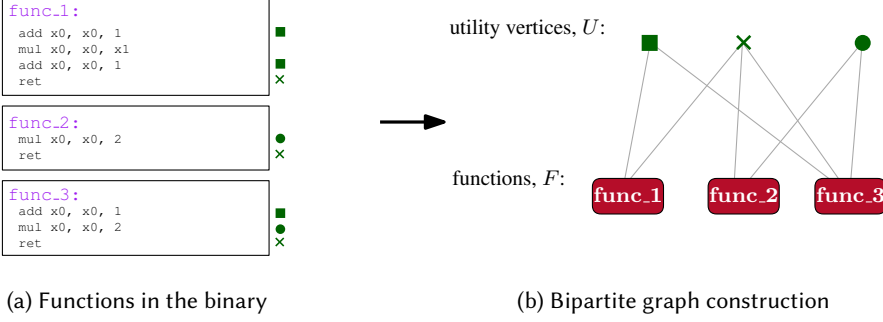 func_1:
add x0, x0, 1
mul x0, x0, x1
add x0, x0, 1
ret
func_2:
mul x0, x0, 2
ret
func_3:
add x0, x0, 1
mul x0, x0, 2
ret
(a) Functions in the binary
utility vertices, U:
functions, F:
func_1 func_2 func_3
(b) Bipartite graph construction